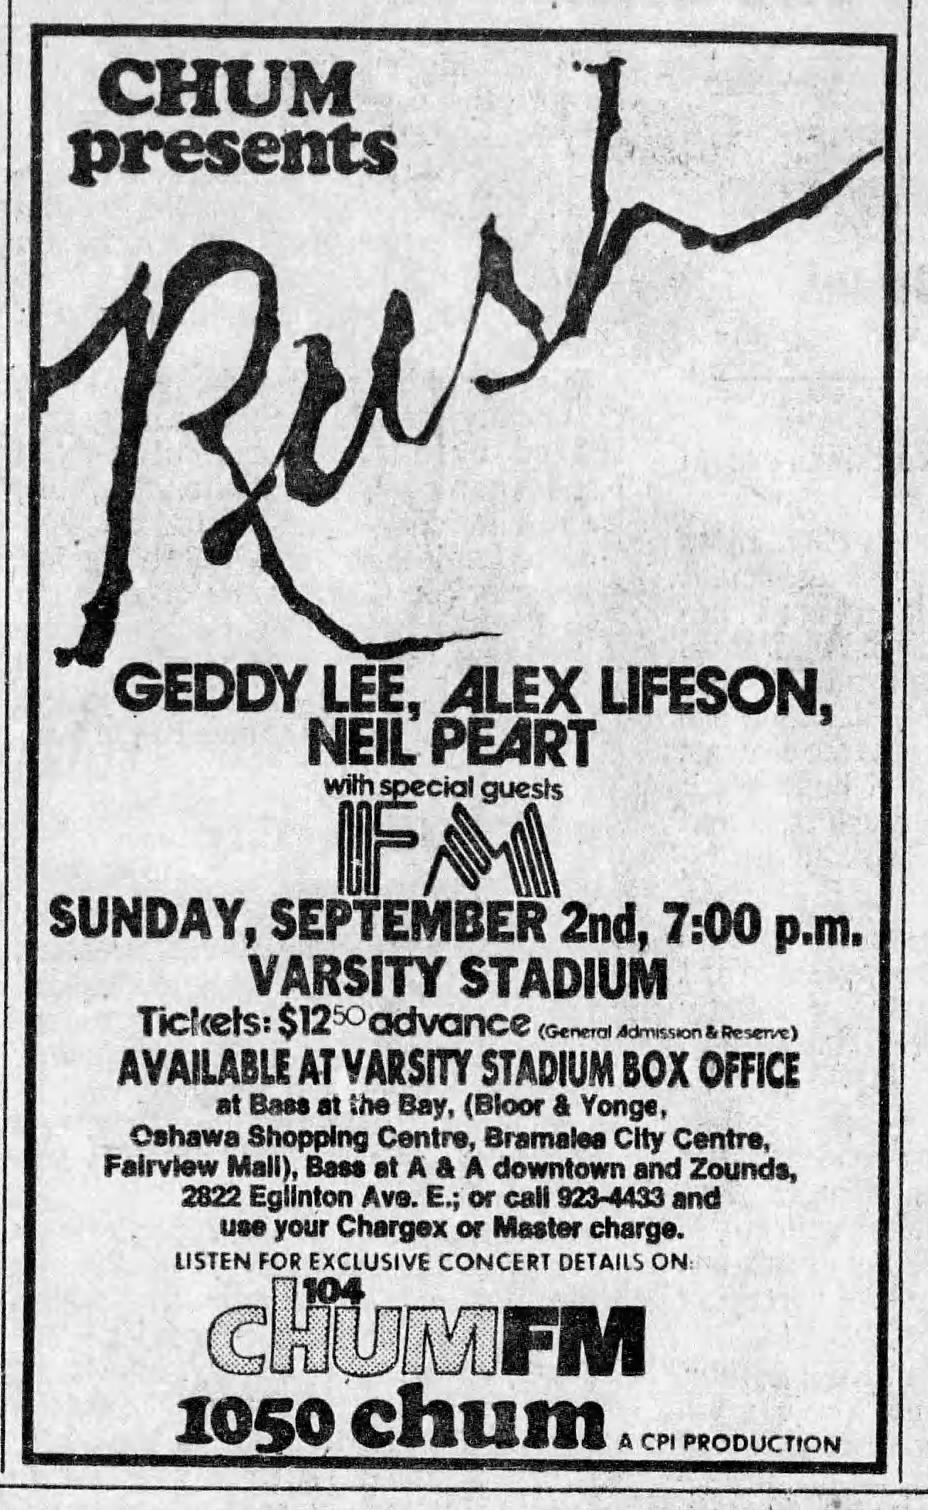 CHUM
presents
Rush
GEDDY LEE, ALEX LIFESON,
NEIL PEART
with special guests
FM
SUNDAY, SEPTEMBER 2nd, 7:00 p.m.
VARSITY STADIUM
Tickets: $12 50 advance (General Admission & Reserve)
AVAILABLE AT VARSITY STADIUM BOX OFFICE
at Bass at the Bay, (Bloor & Yonge,
Oshawa Shopping Centre, Bramalea City Centre,
Fairview Mall), Bass at A & A downtown and Zounds,
2822 Eglinton Ave. E.; or call 923-4433 and
use your Chargex or Master charge.
LISTEN FOR EXCLUSIVE CONCERT DETAILS ON:
104
CHUM FM
1050 chum
A CPI PRODUCTION